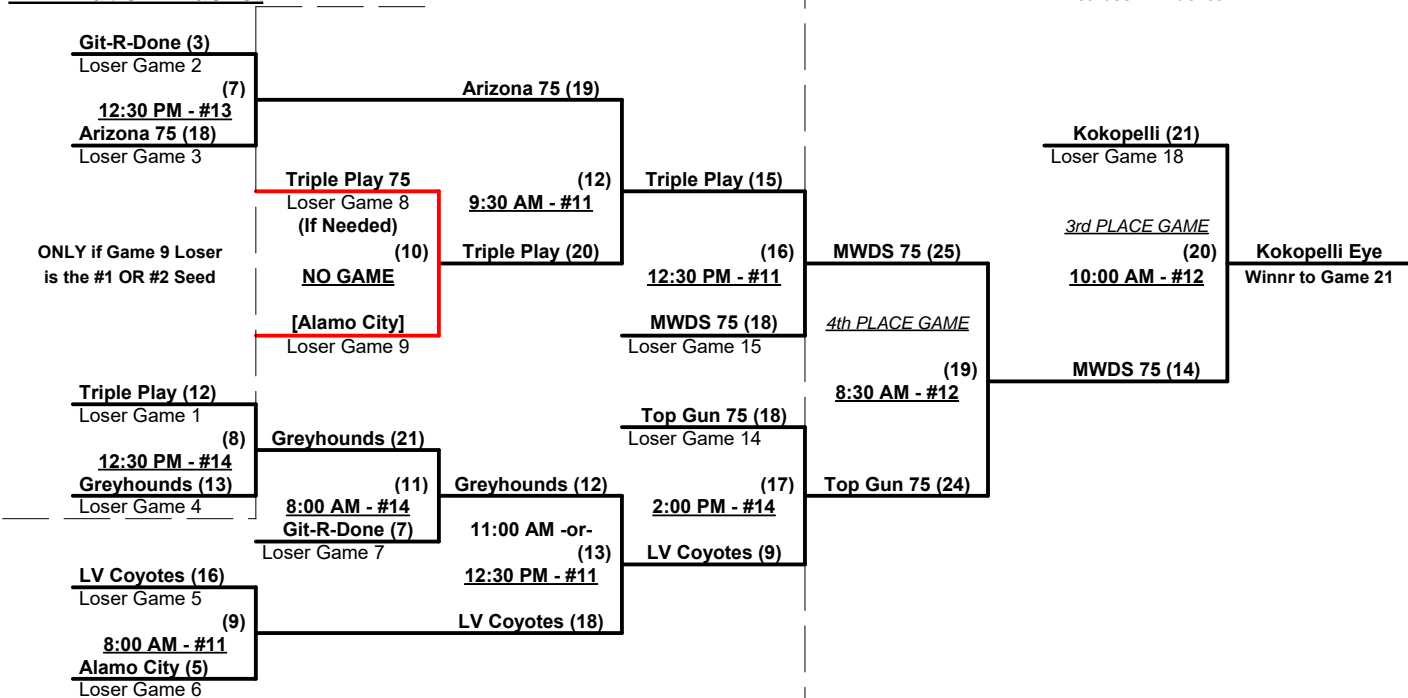 Git-R-Done (3)
Loser Game 2
(7)
12:30 PM - #13
Arizona 75 (18)
Loser Game 3
Arizona 75 (19)
Triple Play 75
Loser Game 8
(If Needed)
(10)
NO GAME
[Alamo City]
Loser Game 9
ONLY if Game 9 Loser
is the #1 OR #2 Seed
(12)
9:30 AM - #11
Triple Play (20)
Triple Play (15)
(16)
12:30 PM - #11
MWDS 75 (18)
Loser Game 15
MWDS 75 (25)
4th PLACE GAME
(19)
8:30 AM - #12
Kokopelli (21)
Loser Game 18
3rd PLACE GAME
(20)
10:00 AM - #12
Kokopelli Eye
Winnr to Game 21
MWDS 75 (14)
Triple Play (12)
Loser Game 1
(8)
12:30 PM - #14
Greyhounds (13)
Loser Game 4
Greyhounds (21)
(11)
8:00 AM - #14
Git-R-Done (7)
Loser Game 7
Greyhounds (12)
11:00 AM -or-
(13)
12:30 PM - #11
Top Gun 75 (18)
Loser Game 14
(17)
2:00 PM - #14
Top Gun 75 (24)
LV Coyotes (9)
LV Coyotes (16)
Loser Game 5
(9)
8:00 AM - #11
Alamo City (5)
Loser Game 6
LV Coyotes (18)